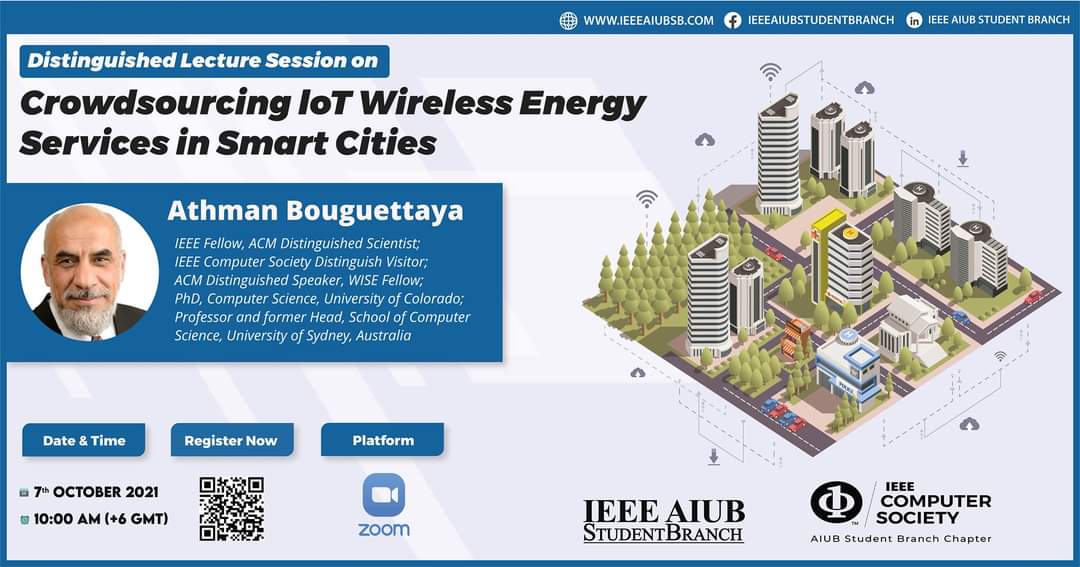 WWW.IEEEAIUBSB.COM IEEEAIUBSTUDENTBRANCH IEEE AIUB STUDENT BRANCH
Distinguished Lecture Session on
Crowdsourcing IoT Wireless Energy
Services in Smart Cities
Athman Bouguettaya
IEEE Fellow, ACM Distinguished Scientist;
IEEE Computer Society Distinguish Visitor;
ACM Distinguished Speaker, WISE Fellow;
PhD, Computer Science, University of Colorado;
Professor and former Head, School of Computer
Science, University of Sydney, Australia
Date & Time
7th OCTOBER 2021
10:00 AM (+6 GMT)
Register Now
Platform
zoom
POLICE
IEEE AIUB
STUDENTBRANCH
IEEE
COMPUTER
SOCIETY
TM
AIUB Student Branch Chapter